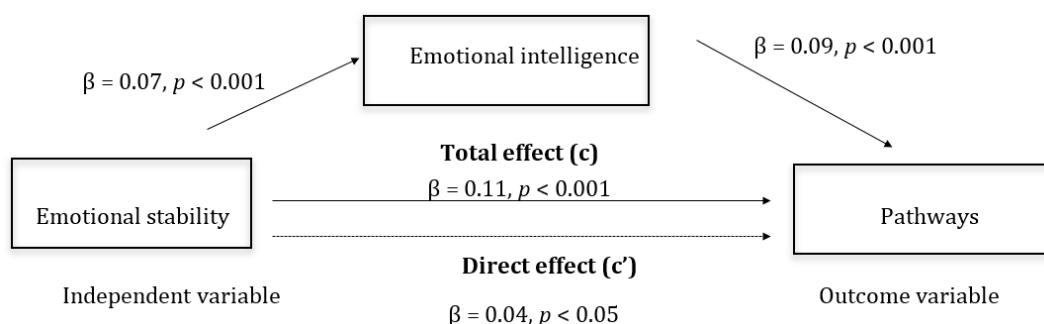 Emotional intelligence
β = 0.09, p < 0.001
β = 0.07, p < 0.001
Total effect (c)
β = 0.11, p < 0.001
Emotional stability
Pathways
Direct effect (c’)
Independent variable
Outcome variable
β = 0.04, p < 0.05